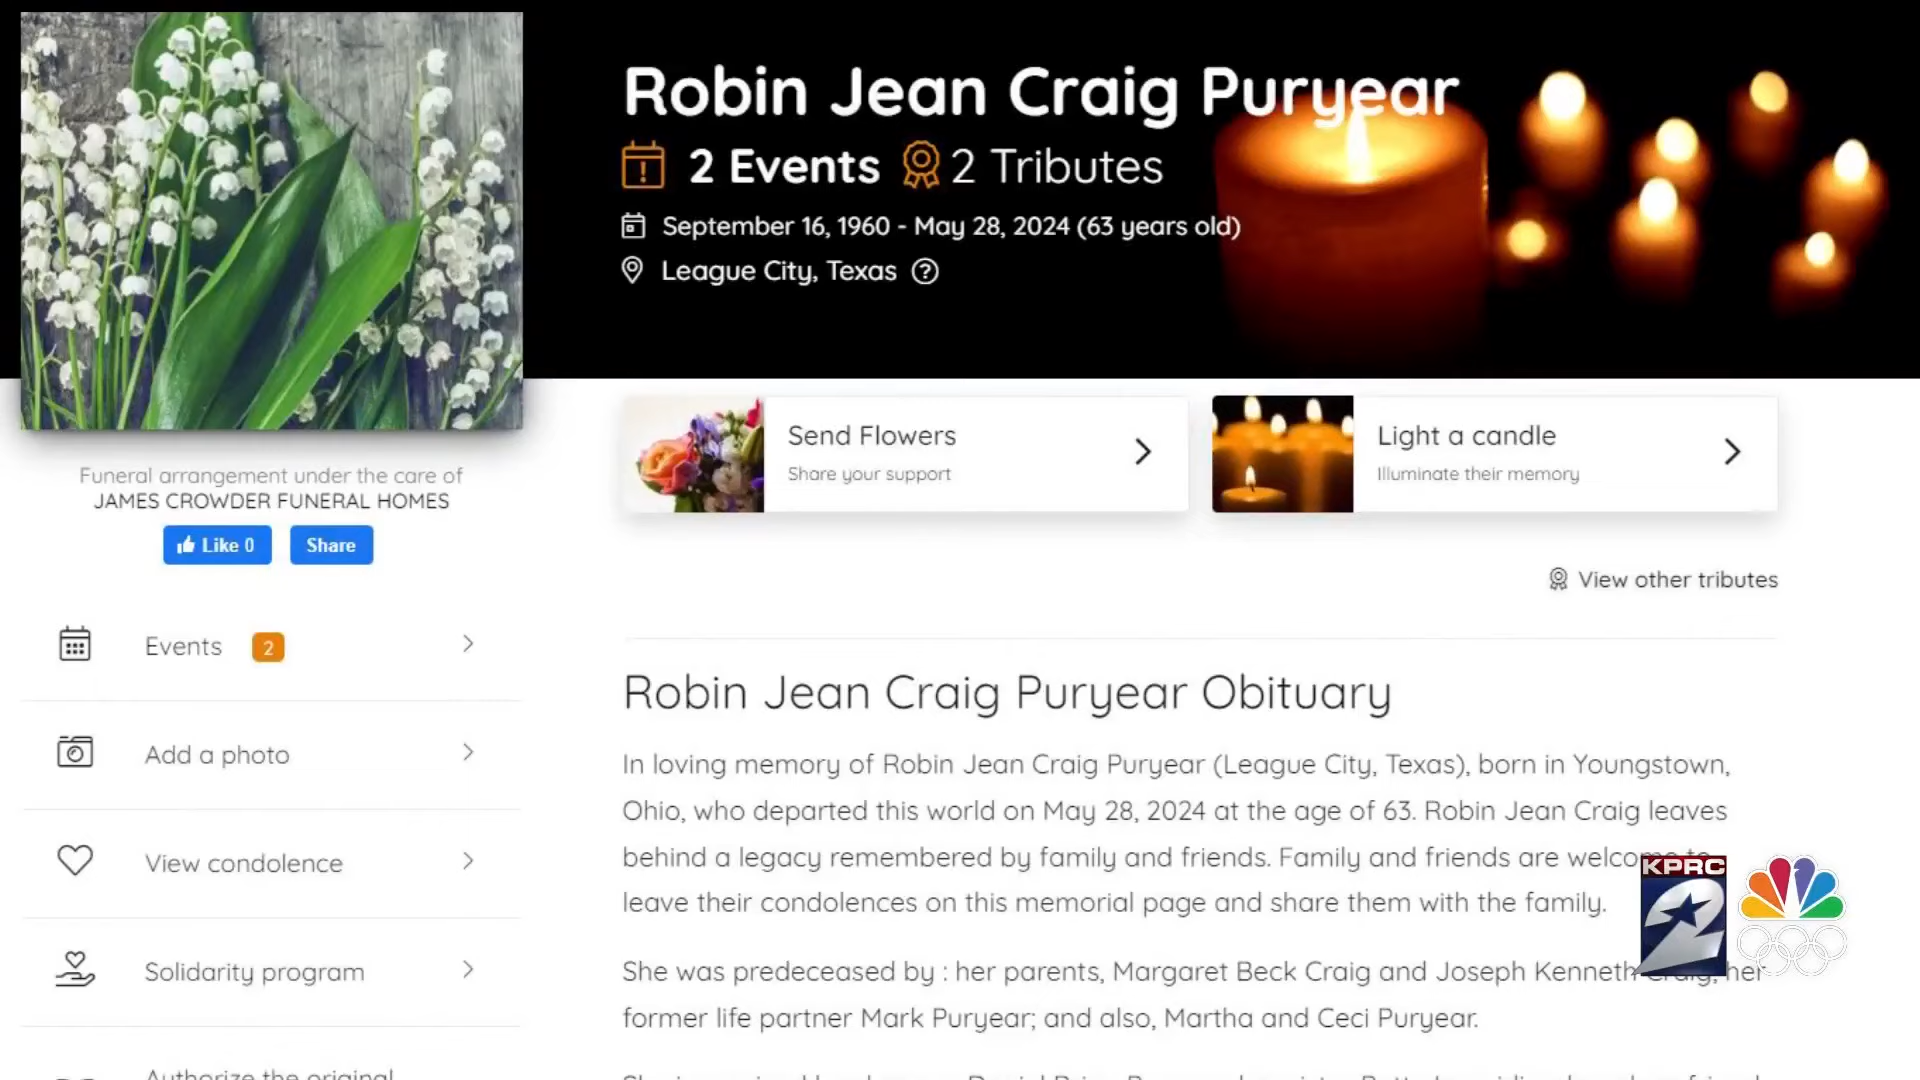 Robin Jean Craig Puryear
2 Events 2 Tributes
September 16, 1960 - May 28, 2024 (63 years old)
League City, Texas ?
Funeral arrangement under the care of
JAMES CROWDER FUNERAL HOMES
Like 0 Share
Events 2
Add a photo
View condolence
Solidarity program
Authorize the original
Send Flowers
Share your support
Light a candle
Illuminate their memory
View other tributes
Robin Jean Craig Puryear Obituary
In loving memory of Robin Jean Craig Puryear (League City, Texas), born in Youngstown,
Ohio, who departed this world on May 28, 2024 at the age of 63. Robin Jean Craig leaves
behind a legacy remembered by family and friends. Family and friends are welcome to
leave their condolences on this memorial page and share them with the family.
She was predeceased by : her parents, Margaret Beck Craig and Joseph Kenneth Craig; her
former life partner Mark Puryear; and also, Martha and Ceci Puryear.
KPRC
2